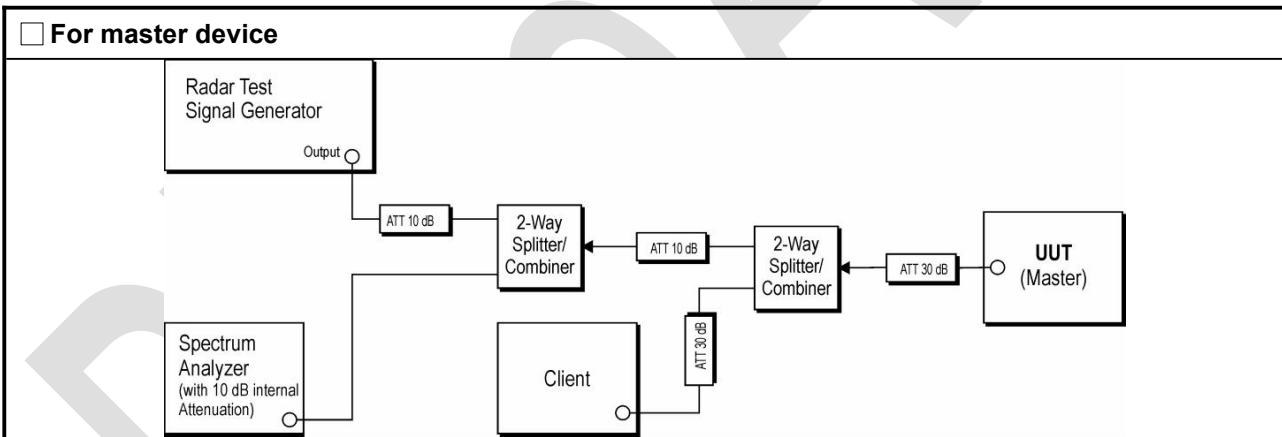 For master device
Radar Test
Signal Generator
Output
ATT 10 dB
2-Way
Splitter/
Combiner
ATT 10 dB
2-Way
Splitter/
Combiner
ATT 30 dB
UUT
(Master)
ATT 30 dB
Spectrum
Analyzer
(with 10 dB internal
Attenuation)
Client